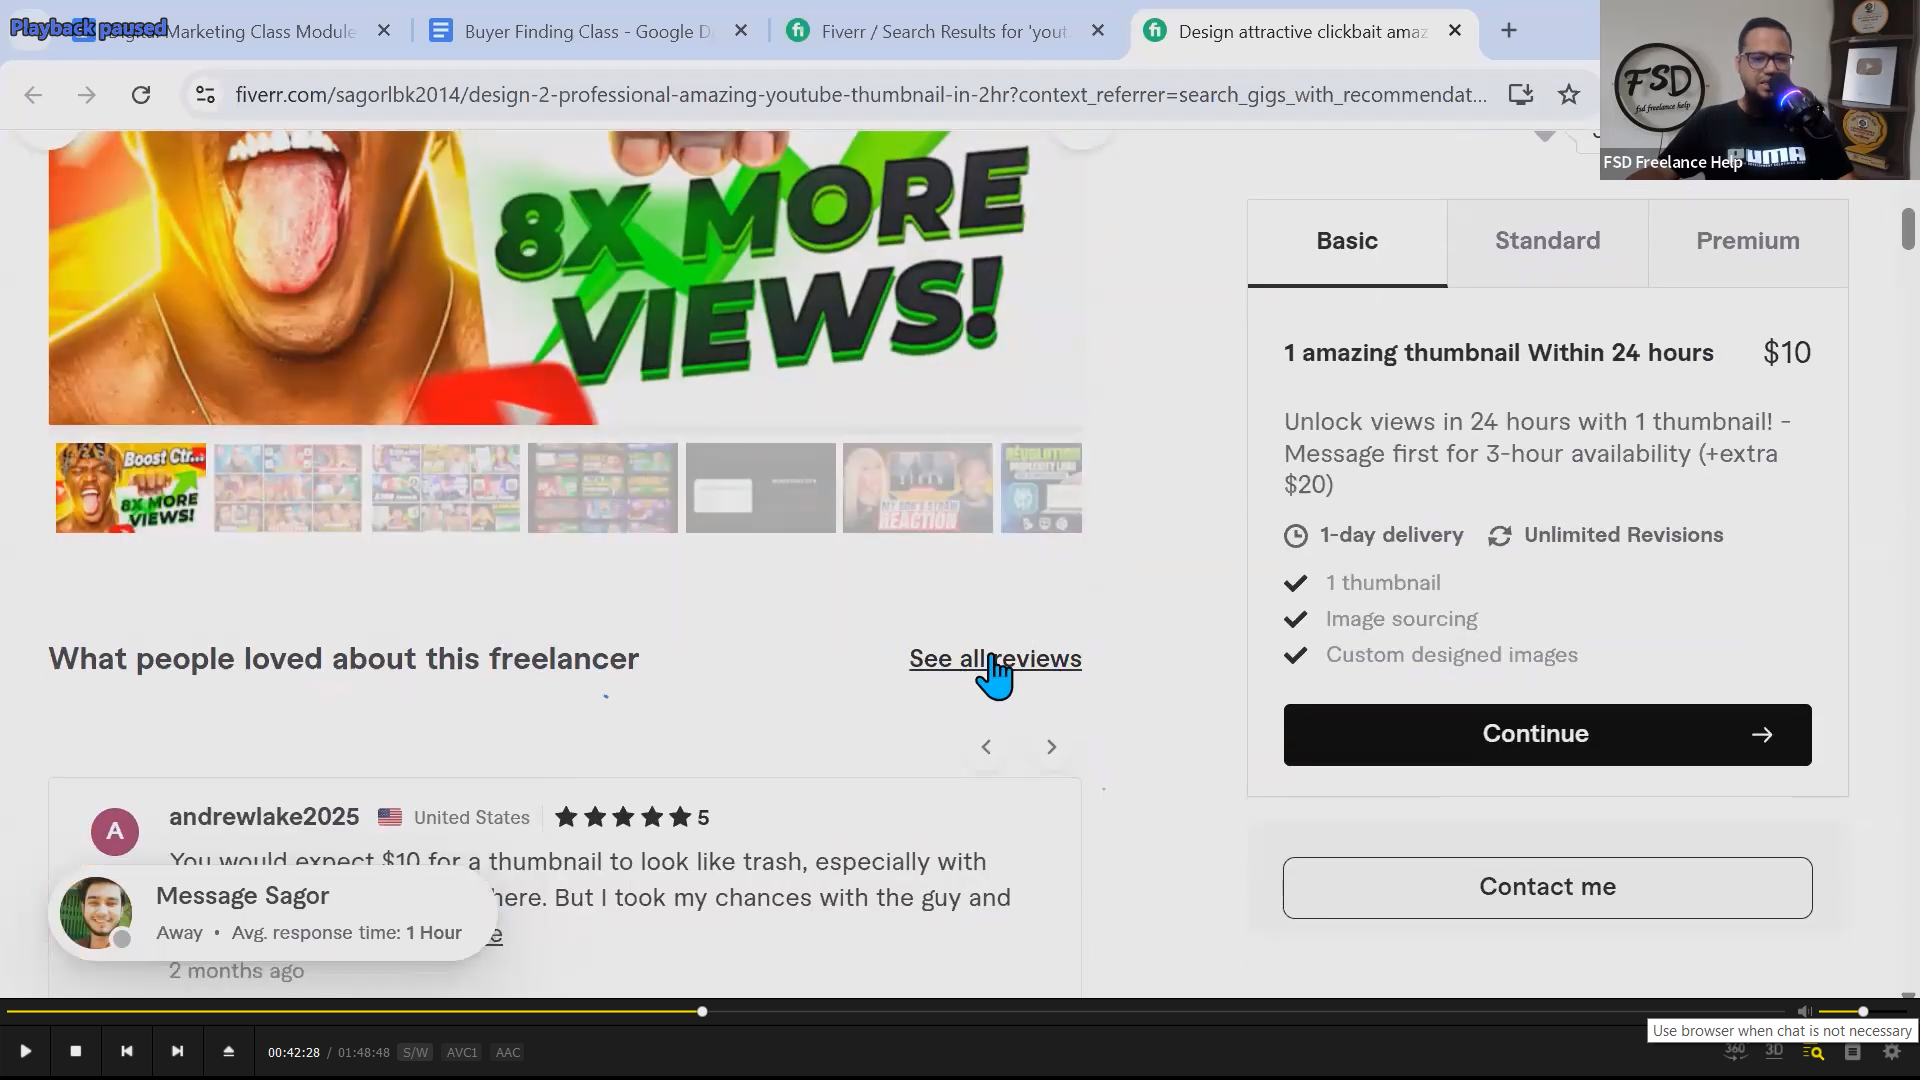 Playback paused
Digital Marketing Class Module
Buyer Finding Class - Google D
Fiverr / Search Results for 'yout
Design attractive clickbait amaz
fiverr.com/sagorlbk2014/design-2-professional-amazing-youtube-thumbnail-in-2hr?context_referrer=search_gigs_with_recommendat...
FSD
fsd freelance help
PUMA
FSD Freelance Help
8X MORE
VIEWS!
Boost Ctr...
8X MORE
VIEWS!
REACTION
Basic
Standard
Premium
1 amazing thumbnail Within 24 hours
$10
Unlock views in 24 hours with 1 thumbnail! -
Message first for 3-hour availability (+extra
$20)
1-day delivery
Unlimited Revisions
1 thumbnail
Image sourcing
Custom designed images
Continue
Contact me
What people loved about this freelancer
See all reviews
A
andrewlake2025
United States
5
You would expect $10 for a thumbnail to look like trash, especially with
here. But I took my chances with the guy and
2 months ago
Message Sagor
Away • Avg. response time: 1 Hour
Use browser when chat is not necessary
00:42:28 / 01:48:48 S/W AVC1 AAC
360 3D